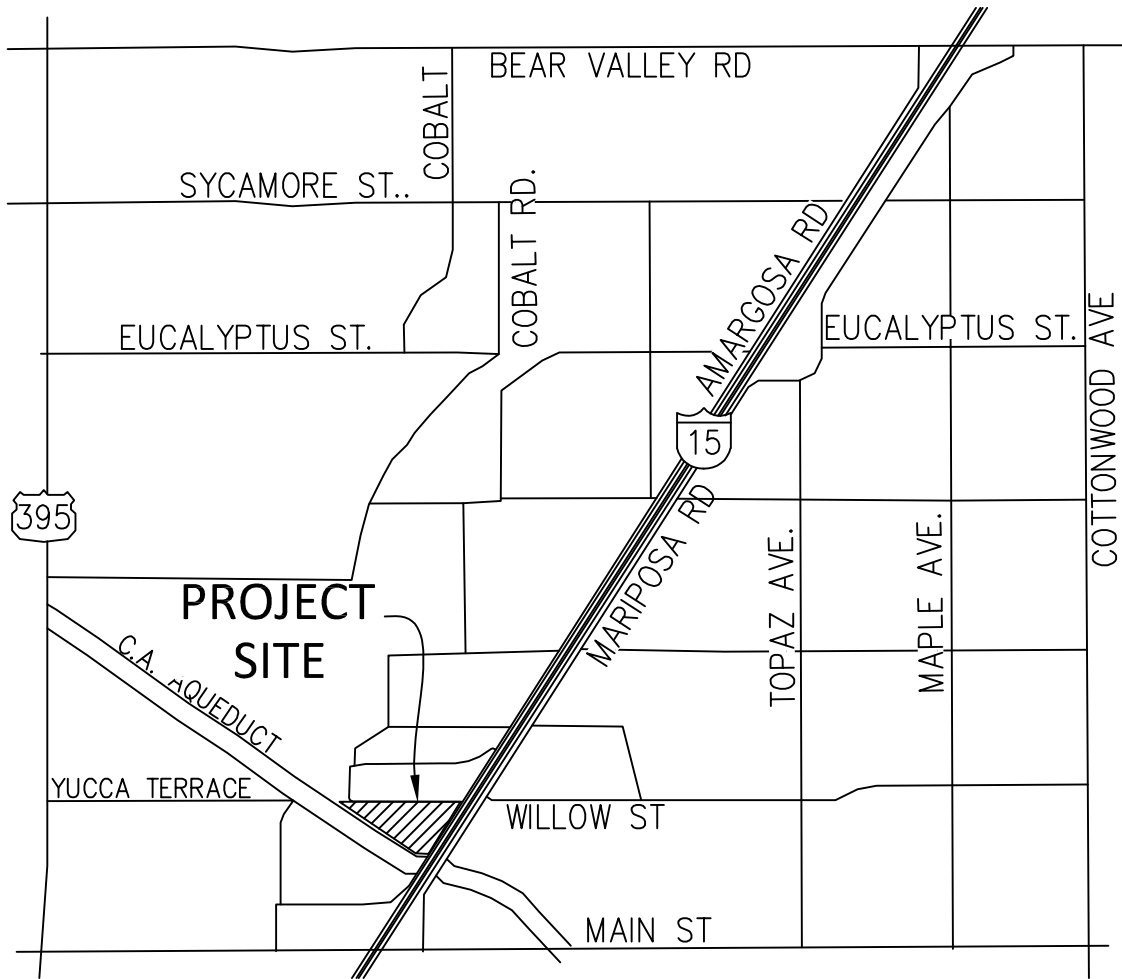 BEAR VALLEY RD
COBALT
SYCAMORE ST..
COBALT RD.
AMARGOSA RD
EUCALYPTUS ST.
EUCALYPTUS ST.
COTTONWOOD AVE
15
395
MARIPOSA RD
TOPAZ AVE.
MAPLE AVE.
PROJECT
SITE
C.A. AQUEDUCT
YUCCA TERRACE
WILLOW ST
MAIN ST